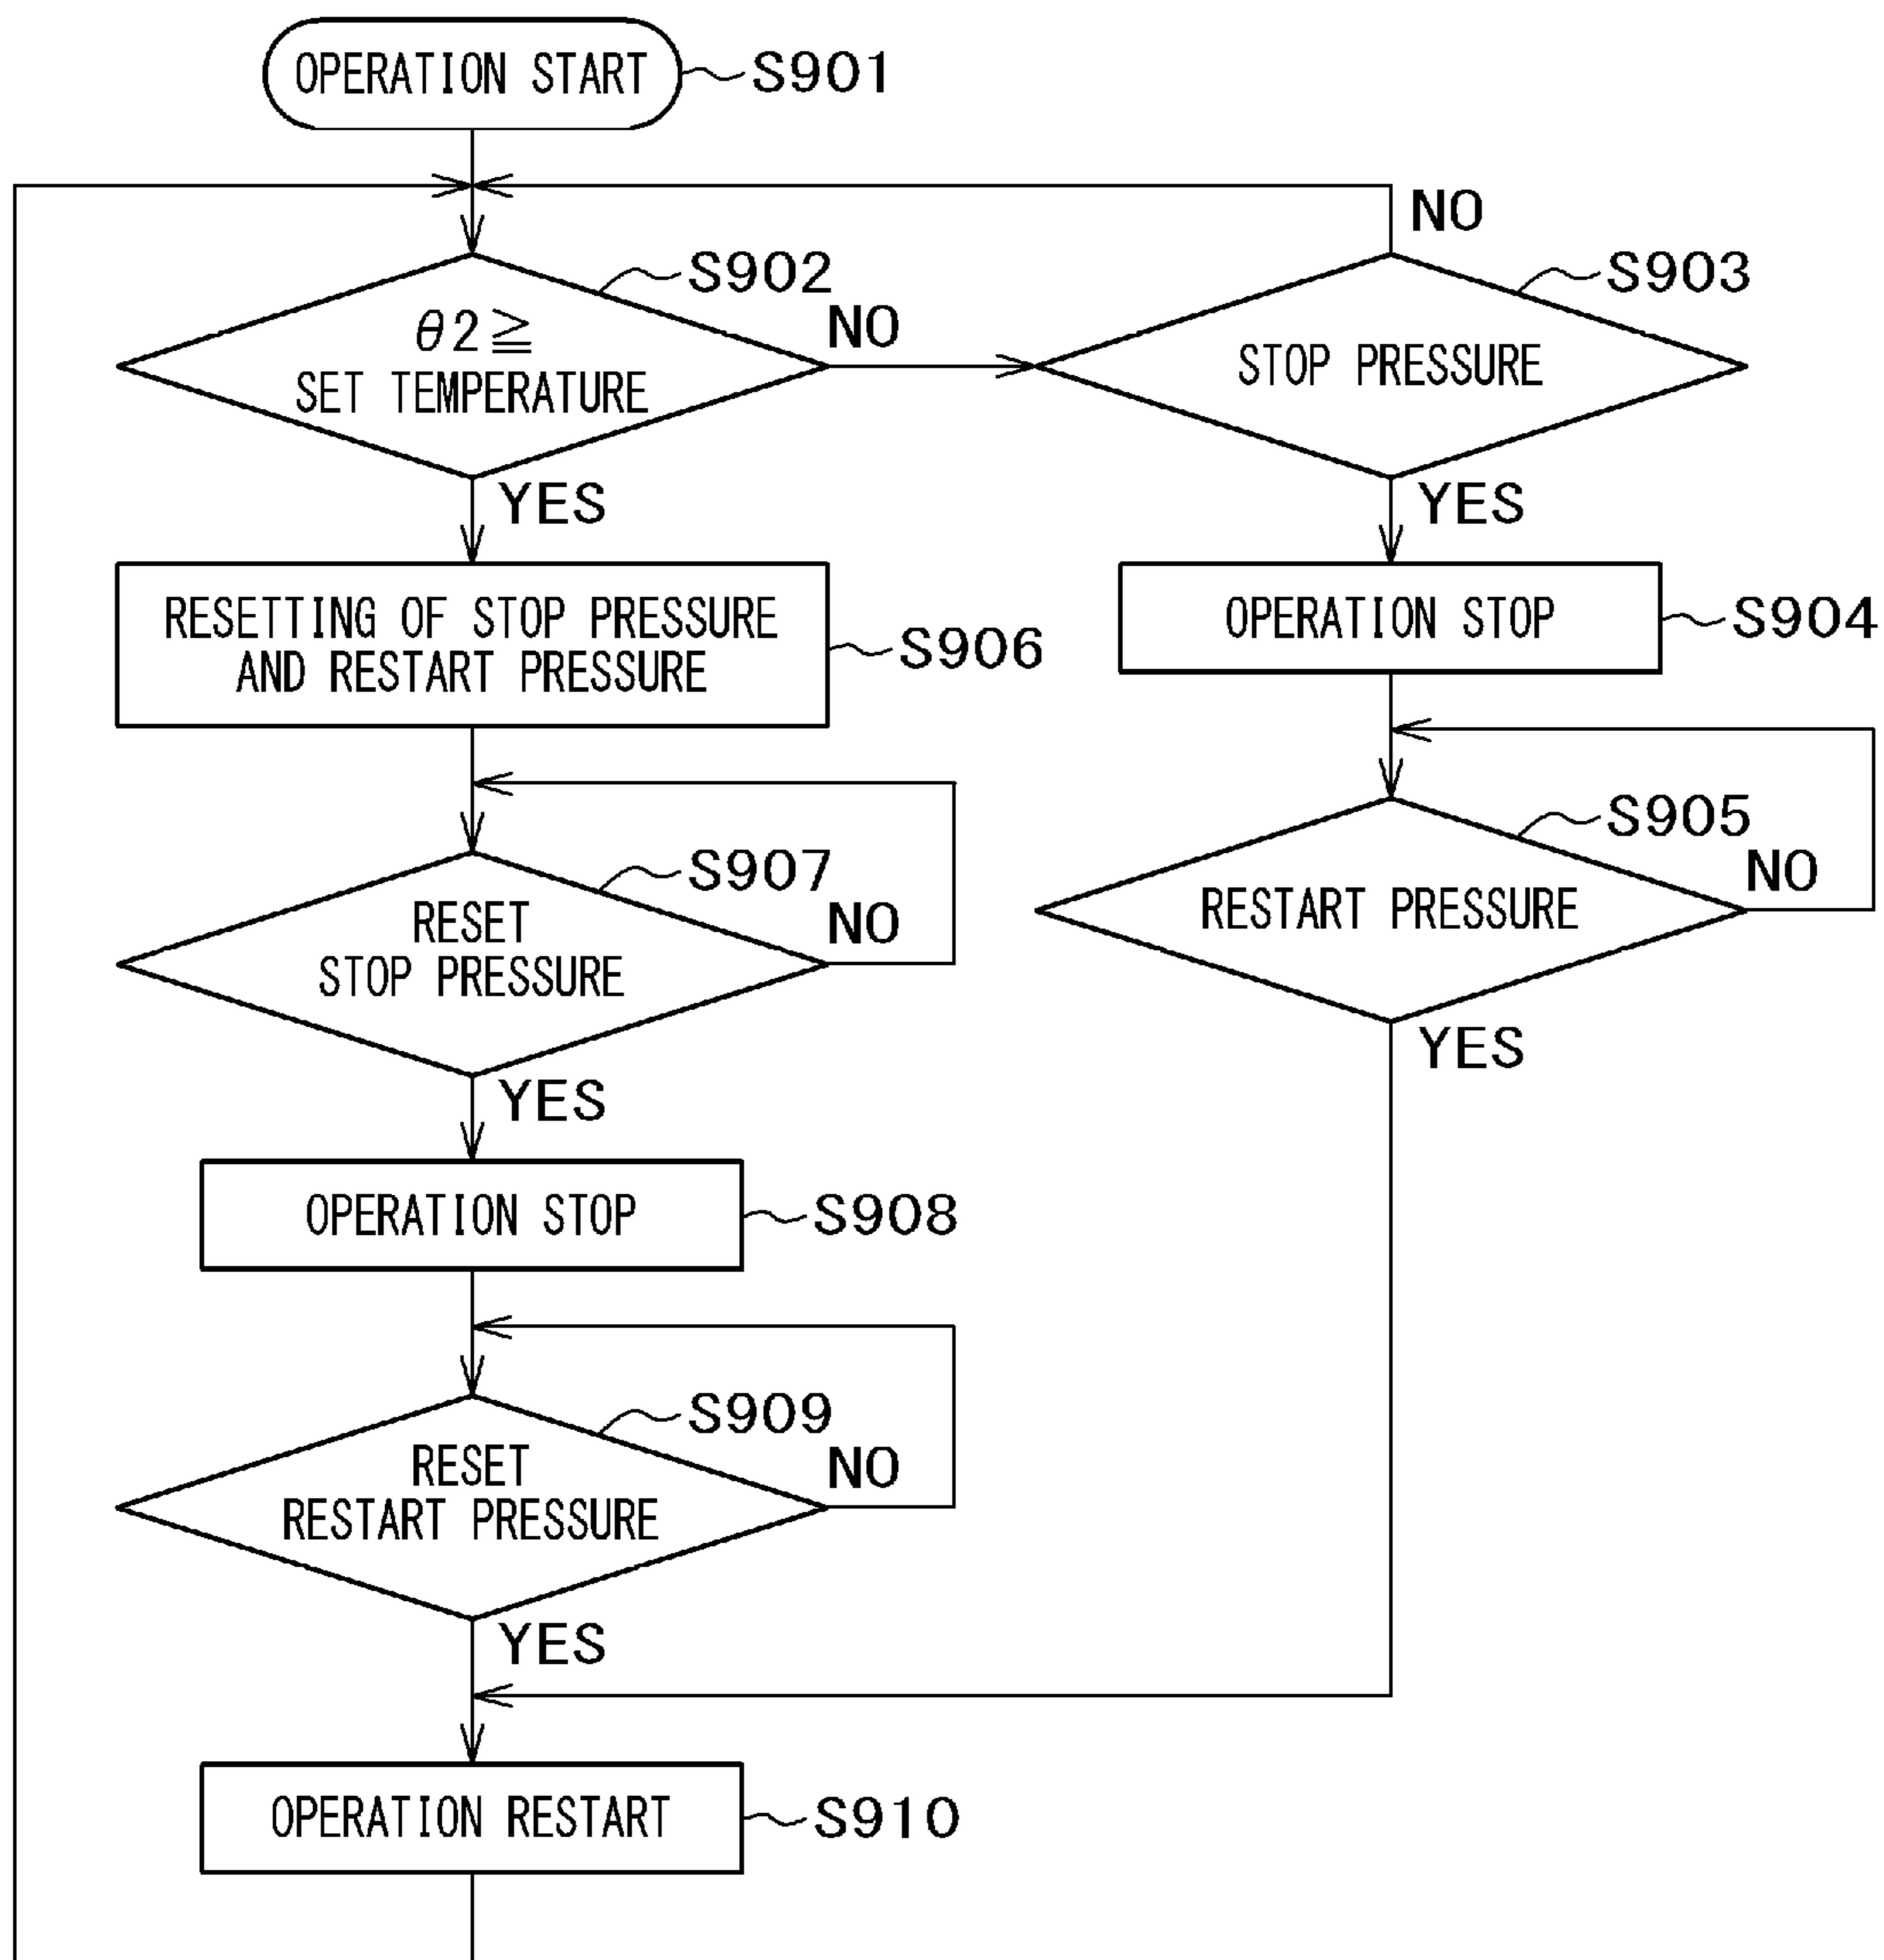 OPERATION START
S901
NO
S902
S903
θ2≧
SET TEMPERATURE
NO
STOP PRESSURE
YES
YES
RESETTING OF STOP PRESSURE
AND RESTART PRESSURE
S906
OPERATION STOP
S904
S907
S905
RESET
STOP PRESSURE
NO
RESTART PRESSURE
NO
YES
YES
OPERATION STOP
S908
S909
RESET
RESTART PRESSURE
NO
YES
OPERATION RESTART
S910